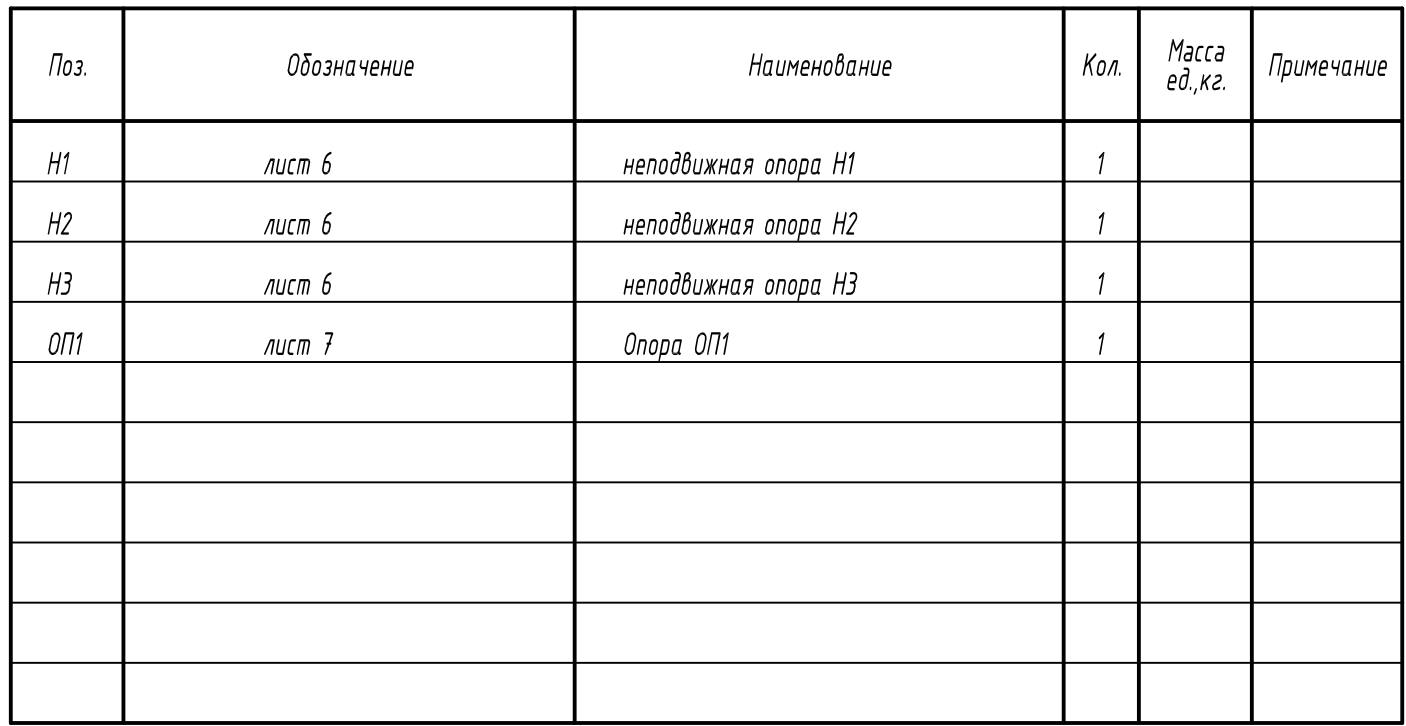 Поз. Обозначение Наименование Кол. Масса ед.,кг. Примечание
Н1 лист 6 неподвижная опора Н1 1
Н2 лист 6 неподвижная опора Н2 1
Н3 лист 6 неподвижная опора Н3 1
ОП1 лист 7 Опора ОП1 1